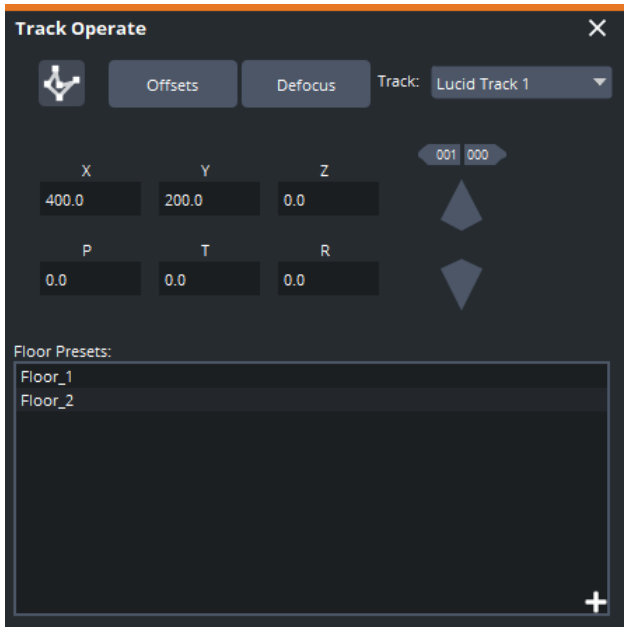 Track Operate
Offsets Defocus Track: Lucid Track 1
001 000
X Y Z
400.0 200.0 0.0
P T R
0.0 0.0 0.0
Floor Presets:
Floor_1
Floor_2